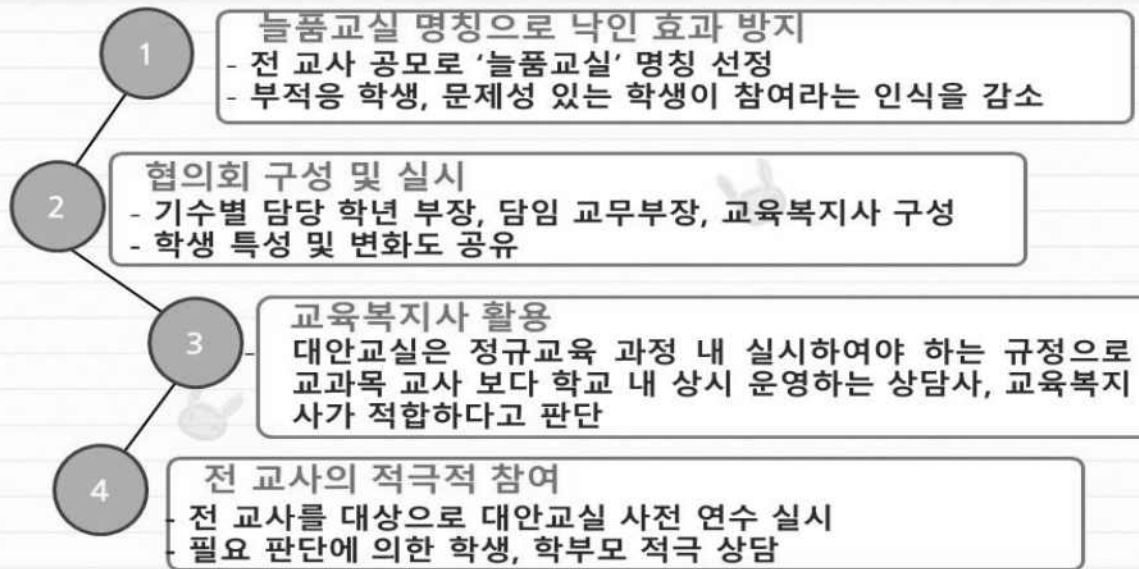 1
늘품교실 명칭으로 낙인 효과 방지
- 전 교사 공모로 '늘품교실' 명칭 선정
- 부적응 학생, 문제성 있는 학생이 참여라는 인식을 감소
2
협의회 구성 및 실시
- 기수별 담당 학년 부장, 담임 교무부장, 교육복지사 구성
- 학생 특성 및 변화도 공유
3
교육복지사 활용
- 대안교실은 정규교육 과정 내 실시하여야 하는 규정으로
교과목 교사 보다 학교 내 상시 운영하는 상담사, 교육복지
사가 적합하다고 판단
4
전 교사의 적극적 참여
- 전 교사를 대상으로 대안교실 사전 연수 실시
- 필요 판단에 의한 학생, 학부모 적극 상담